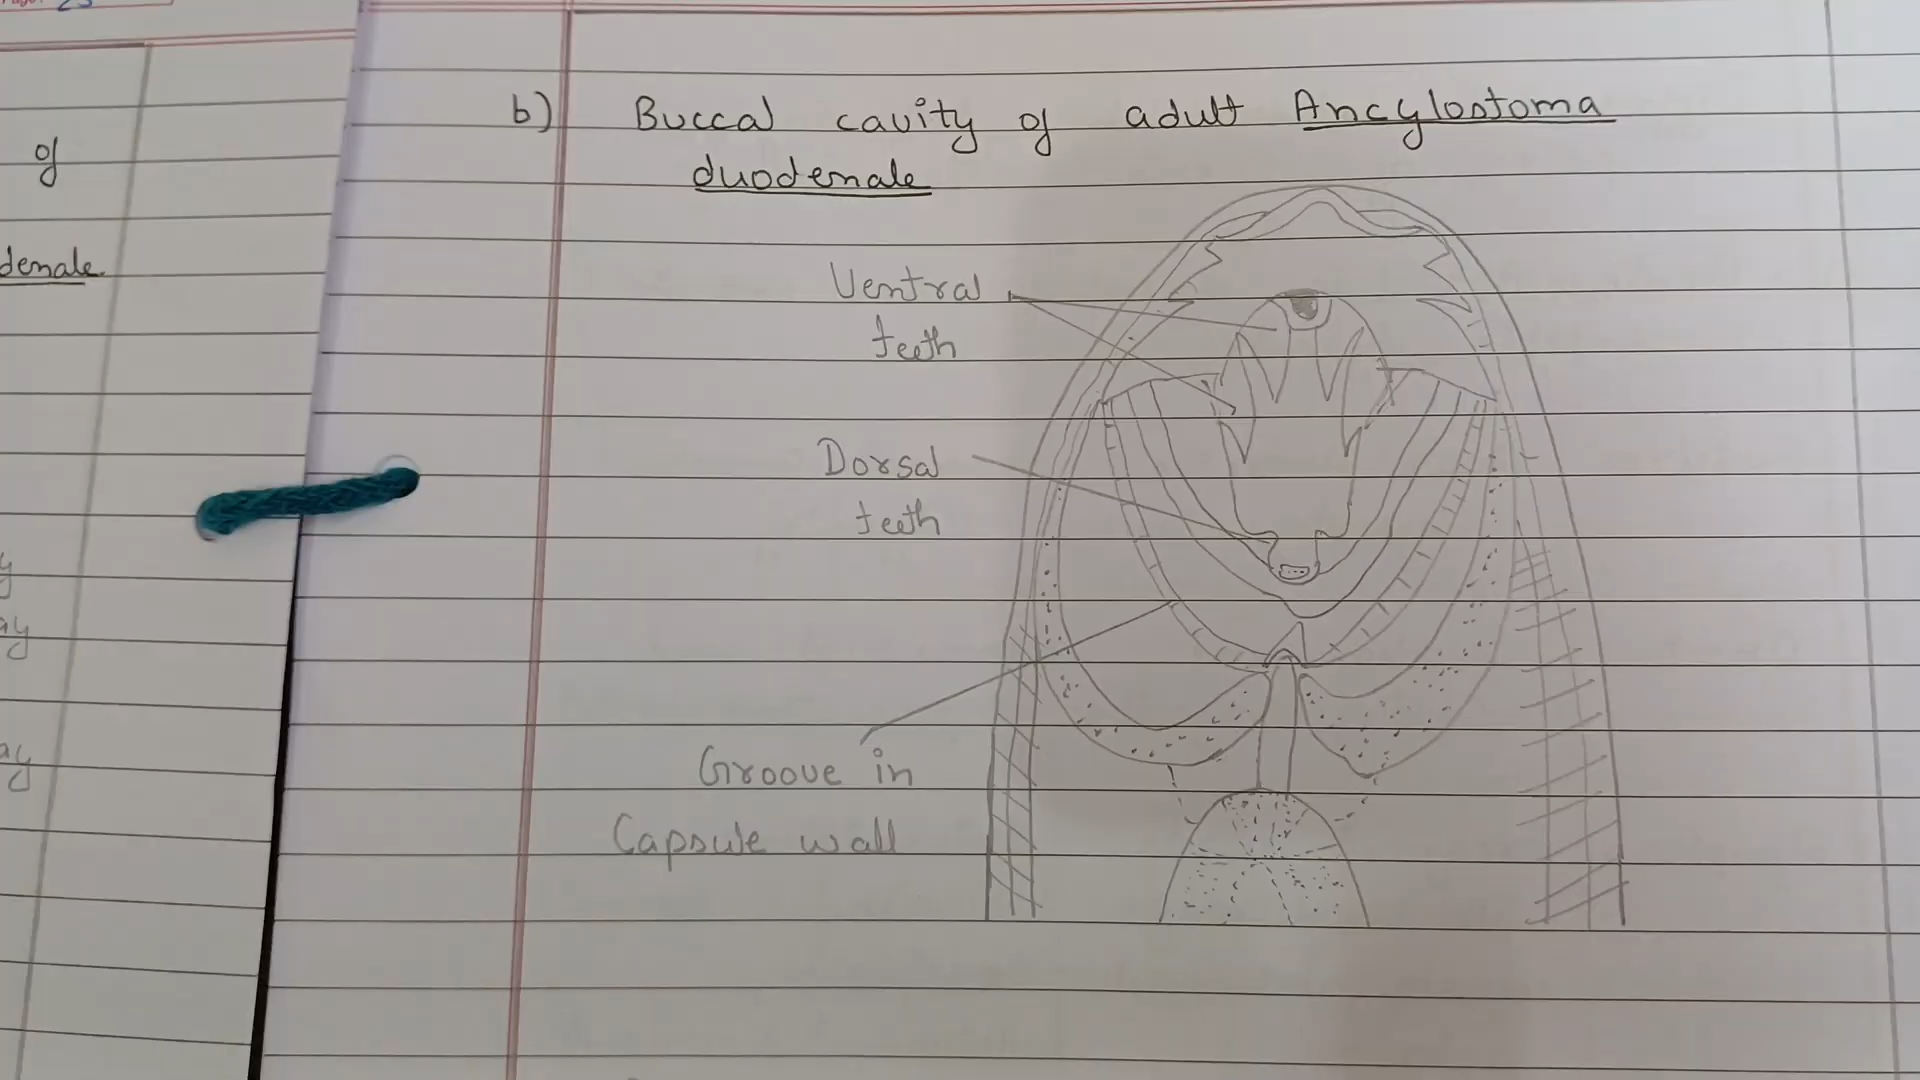 of
denale
b) Buccal cavity of adult Ancylostoma
duodenale
Ventral
teeth
Dorsal
teeth
Groove in
Capsule wall